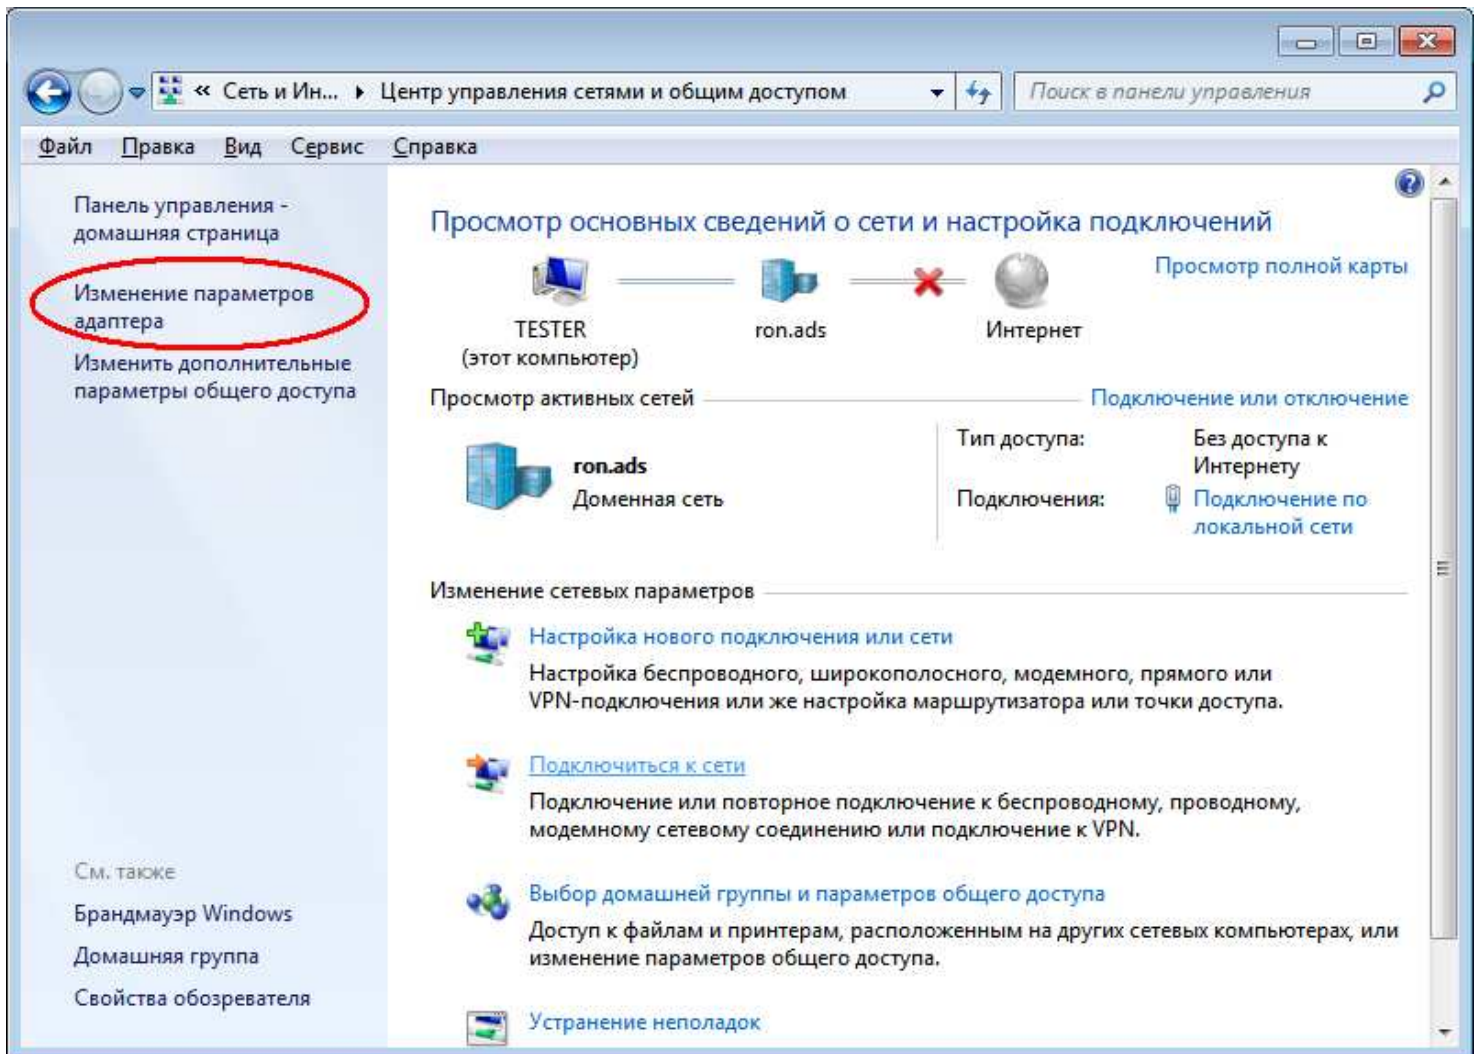 « Сеть и Ин... Центр управления сетями и общим доступом
Поиск в панели управления
Файл Правка Вид Сервис Справка
Панель управления -
домашняя страница
Изменение параметров
адаптера
Изменить дополнительные
параметры общего доступа
См. также
Брандмауэр Windows
Домашняя группа
Свойства обозревателя
Просмотр основных сведений о сети и настройка подключений
Просмотр полной карты
TESTER
(этот компьютер)
ron.ads
Интернет
Просмотр активных сетей
Подключение или отключение
ron.ads
Доменная сеть
Тип доступа: Без доступа к
Интернету
Подключения: Подключение по
локальной сети
Изменение сетевых параметров
Настройка нового подключения или сети
Настройка беспроводного, широкополосного, модемного, прямого или
VPN-подключения или же настройка маршрутизатора или точки доступа.
Подключиться к сети
Подключение или повторное подключение к беспроводному, проводному,
модемному сетевому соединению или подключение к VPN.
Выбор домашней группы и параметров общего доступа
Доступ к файлам и принтерам, расположенным на других сетевых компьютерах, или
изменение параметров общего доступа.
Устранение неполадок